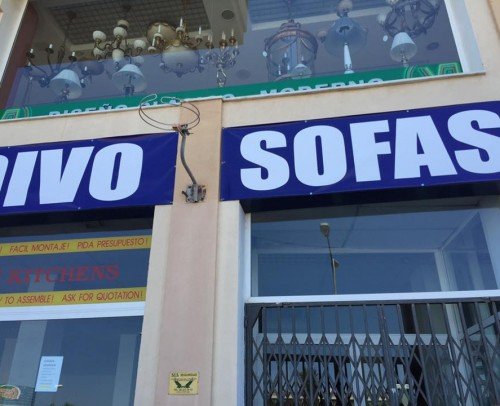 DISEÑO
MODERNO
DIVO
SOFAS
! FACIL MONTAJE! PIDA PRESUPUESTO!
KITCHENS
TO ASSEMBLE! ASK FOR QUOTATION!